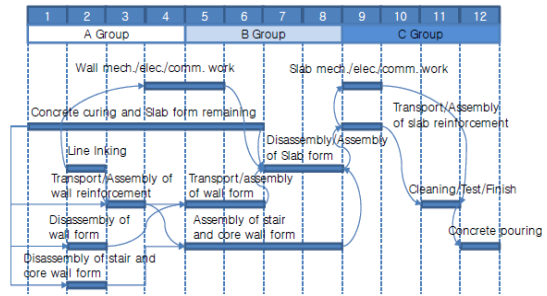 1 2 3 4 5 6 7 8 9 10 11 12
A Group B Group C Group
Wall mech./elec./comm. work
Slab mech./elec./comm. work
Concrete curing and Slab form remaining
Transport/Assembly
of slab reinforcement
Line Inking
Disassembly/Assembly
of Slab form
Transport/Assembly of
wall reinforcement
Transport/assembly
of wall form
Cleaning/Test/Finish
Disassembly of
wall form
Assembly of stair
and core wall form
Concrete pouring
Disassembly of stair and
core wall form